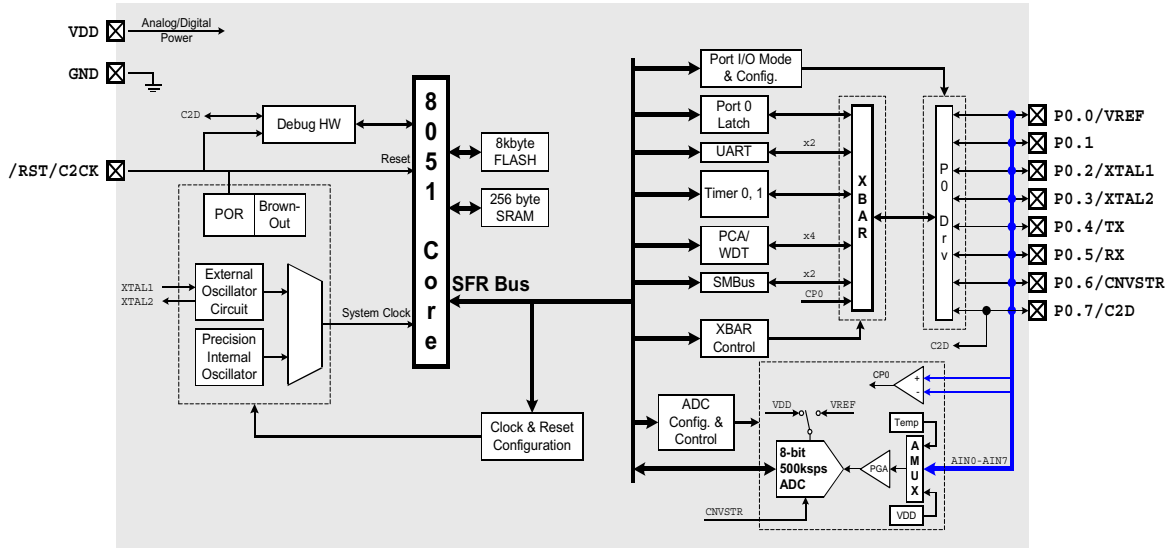 VDD
Analog/Digital
Power
GND
/RST/C2CK
C2D
Debug HW
Reset
POR
Brown-
Out
XTAL1
XTAL2
External
Oscillator
Circuit
Precision
Internal
Oscillator
System Clock
8
0
5
1
C
o
r
e
8kbyte
FLASH
256 byte
SRAM
SFR Bus
Clock & Reset
Configuration
Port I/O Mode
& Config.
Port 0
Latch
UART
x2
Timer 0, 1
PCA/
WDT
x4
SMBus
x2
CP0
XBAR
Control
X
B
A
R
P
0
D
r
v
P0.0/VREF
P0.1
P0.2/XTAL1
P0.3/XTAL2
P0.4/TX
P0.5/RX
P0.6/CNVSTR
P0.7/C2D
C2D
CP0
+
-
ADC
Config. &
Control
VDD
VREF
8-bit
500ksps
ADC
CNVSTR
PGA
Temp
A
M
U
X
VDD
AIN0-AIN7